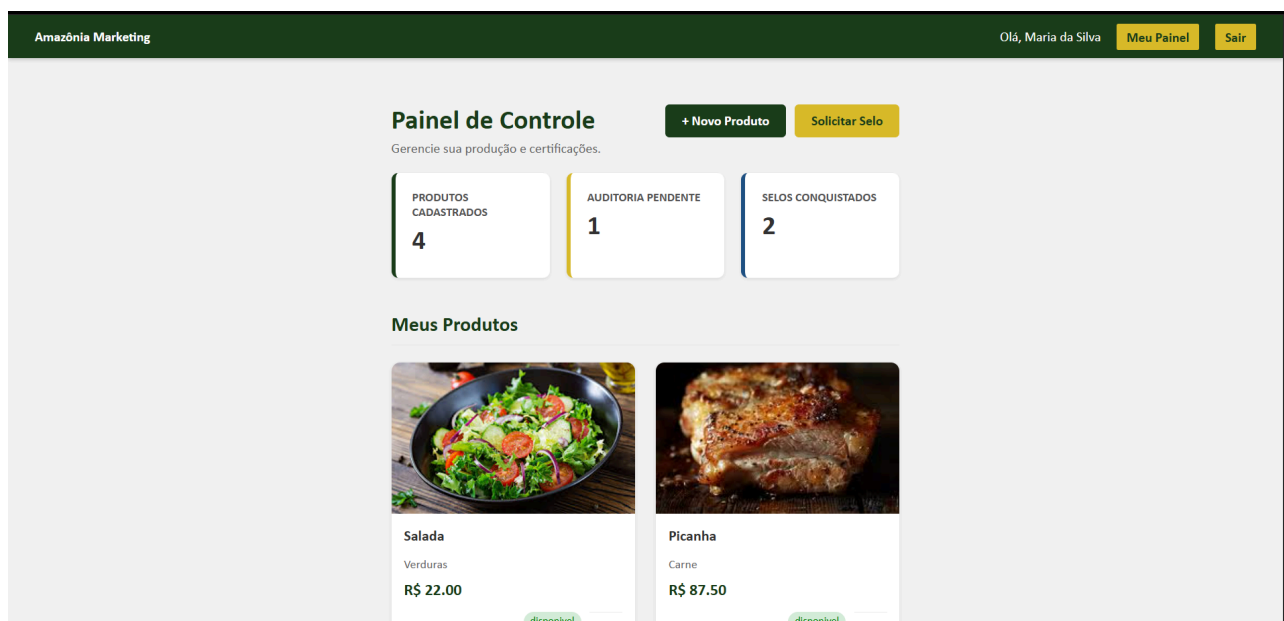 Amazônia Marketing
Olá, Maria da Silva
Meu Painel
Sair
Painel de Controle
+ Novo Produto
Solicitar Selo
Gerencie sua produção e certificações.
PRODUTOS
CADASTRADOS
4
AUDITORIA PENDENTE
1
SELOS CONQUISTADOS
2
Meus Produtos
Salada
Verduras
R$ 22.00
disponível
Picanha
Carne
R$ 87.50
disponível